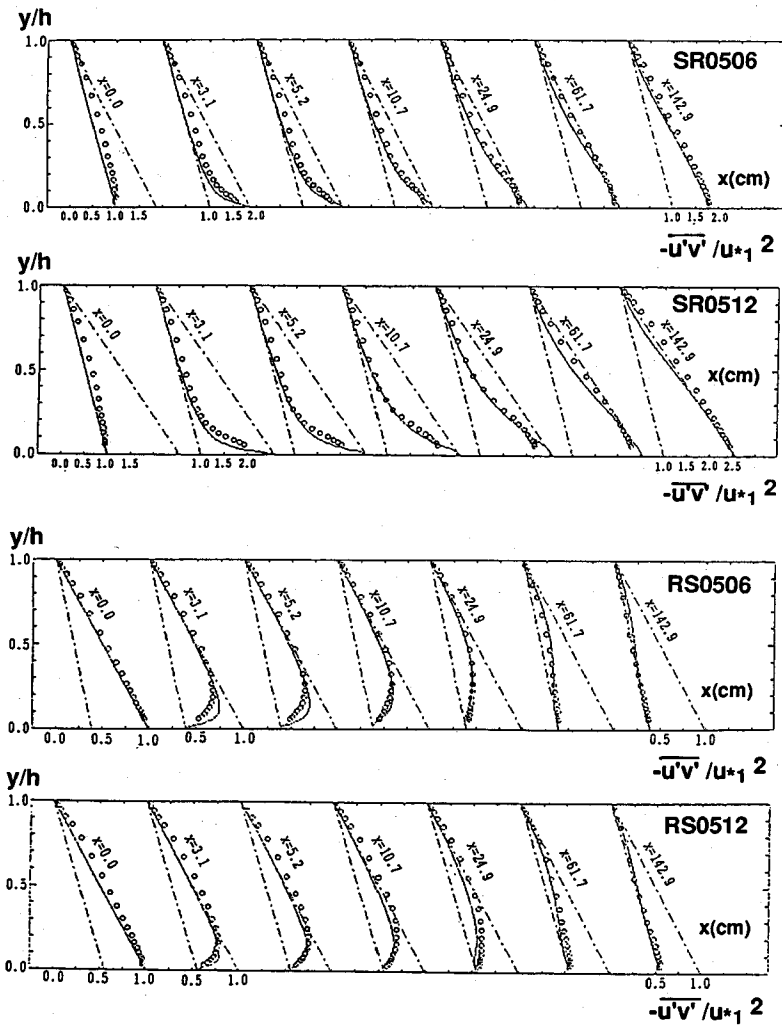 y/h
1.0
0.5
0.0
x=0.0
x=3.1
x=5.2
x=10.7
x=24.9
x=61.7
x=142.9
SR0506
x(cm)
0.0 0.5 1.0 1.5
1.0 1.5 2.0
1.0 1.5 2.0
-u'v' /u*1 2
y/h
1.0
0.5
0.0
x=0.0
x=3.1
x=5.2
x=10.7
x=24.9
x=61.7
x=142.9
SR0512
x(cm)
0.0 0.5 1.0 1.5
1.0 1.5 2.0
1.0 1.5 2.0 2.5
-u'v' /u*1 2
y/h
1.0
0.5
0.0
x=0.0
x=3.1
x=5.2
x=10.7
x=24.9
x=61.7
x=142.9
RS0506
x(cm)
0.0 0.5 1.0
0.5 1.0
0.5 1.0
-u'v' /u*1 2
y/h
1.0
0.5
0.0
x=0.0
x=3.1
x=5.2
x=10.7
x=24.9
x=61.7
x=142.9
RS0512
x(cm)
0.0 0.5 1.0
0.5 1.0
0.5 1.0
-u'v' /u*1 2